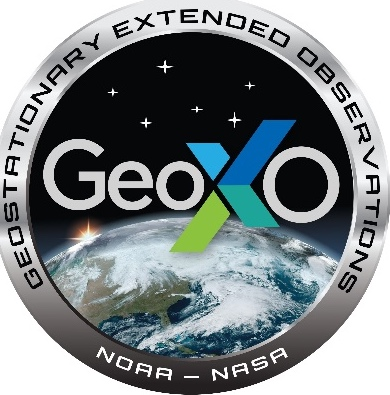 GEOSTATIONARY EXTENDED OBSERVATIONS
GeoXO
NOAA – NASA